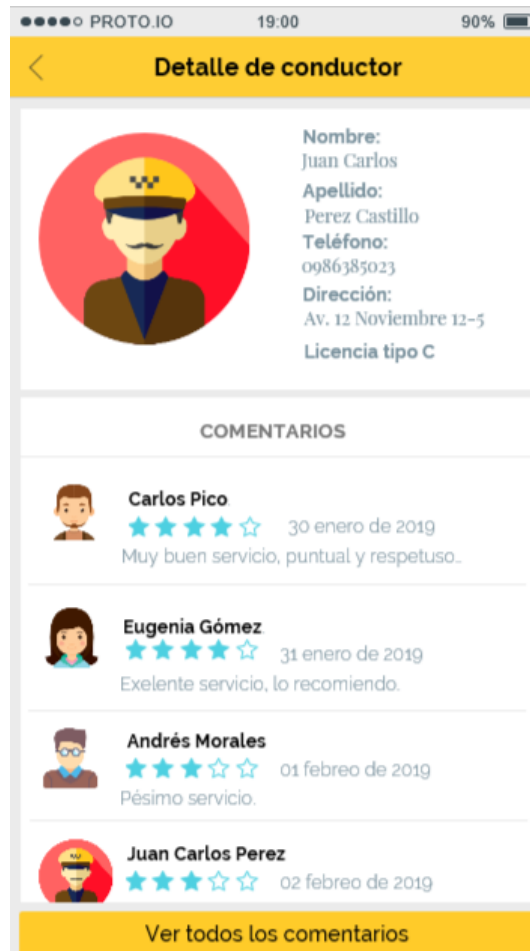 PROTO.IO 19:00 90%
Detalle de conductor
Nombre:
Juan Carlos
Apellido:
Perez Castillo
Teléfono:
0986385023
Dirección:
Av. 12 Noviembre 12-5
Licencia tipo C
COMENTARIOS
Carlos Pico
30 enero de 2019
Muy buen servicio, puntual y respetuso...
Eugenia Gómez
31 enero de 2019
Exelente servicio, lo recomiendo.
Andrés Morales
01 febreo de 2019
Pésimo servicio.
Juan Carlos Perez
02 febreo de 2019
Ver todos los comentarios